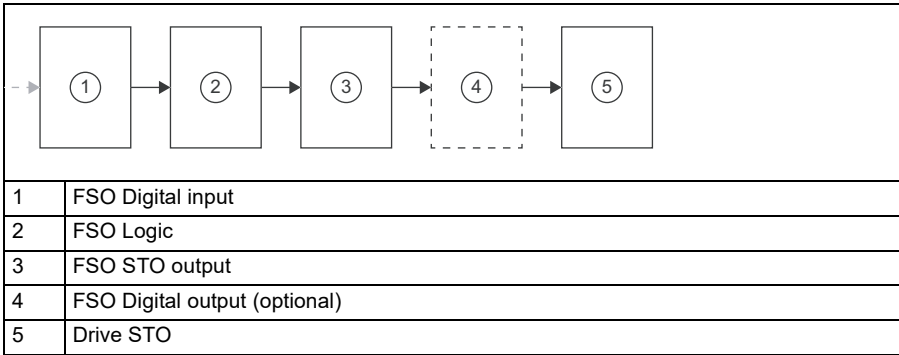 1 2 3 4 5
1 FSO Digital input
2 FSO Logic
3 FSO STO output
4 FSO Digital output (optional)
5 Drive STO